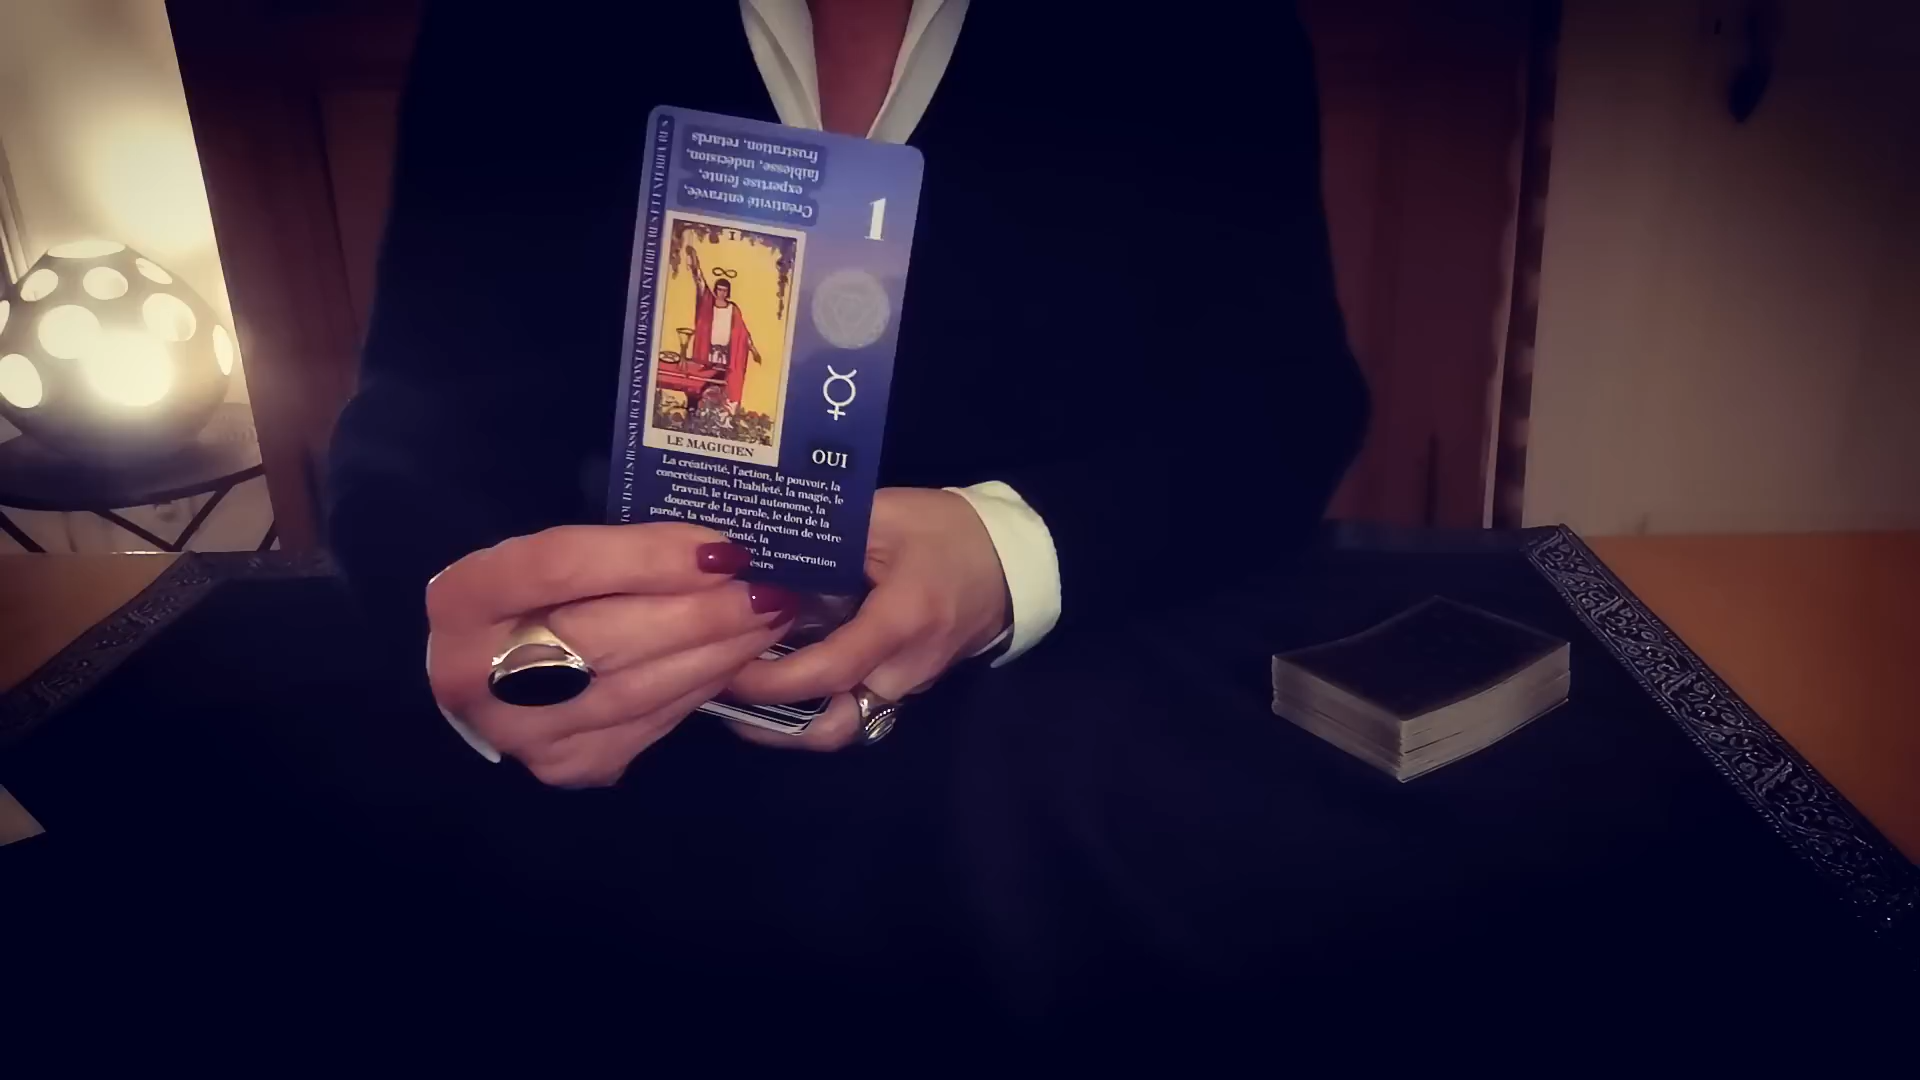 Créativité entravée,
expertise feinte,
faiblesse, indécision,
frustration, retards
1
I
LE MAGICIEN
OUI
La créativité, l'action, le pouvoir, la
concrétisation, l'habileté, la magie, le
travail, le travail autonome, la
douceur de la parole, le don de la
parole, la volonté, la direction de votre
la
la consécration